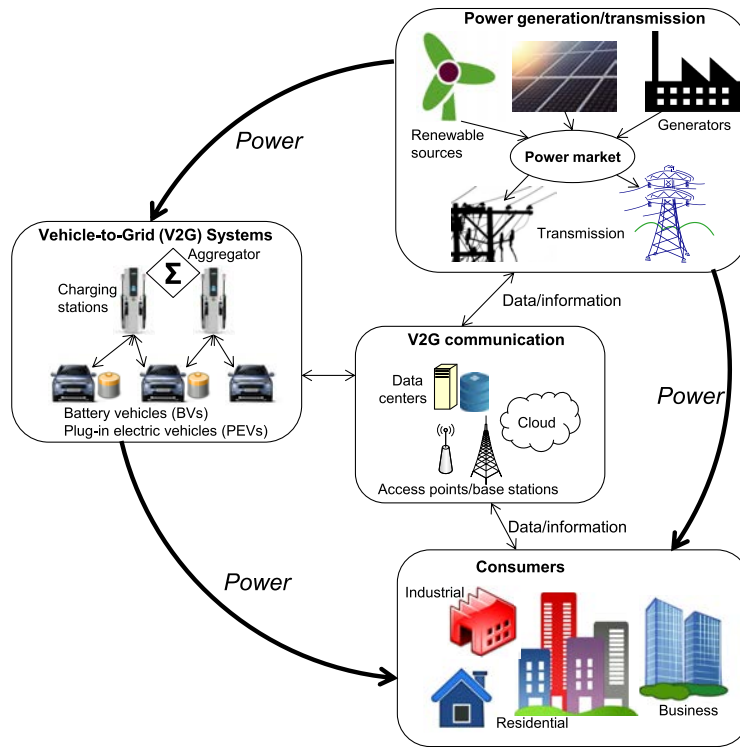 Power generation/transmission
Renewable
sources
Generators
Power market
Transmission
Power
Vehicle-to-Grid (V2G) Systems
Σ
Aggregator
Charging
stations
Battery vehicles (BVs)
Plug-in electric vehicles (PEVs)
Data/information
V2G communication
Data
centers
Cloud
Access points/base stations
Power
Data/information
Power
Consumers
Industrial
Residential
Business